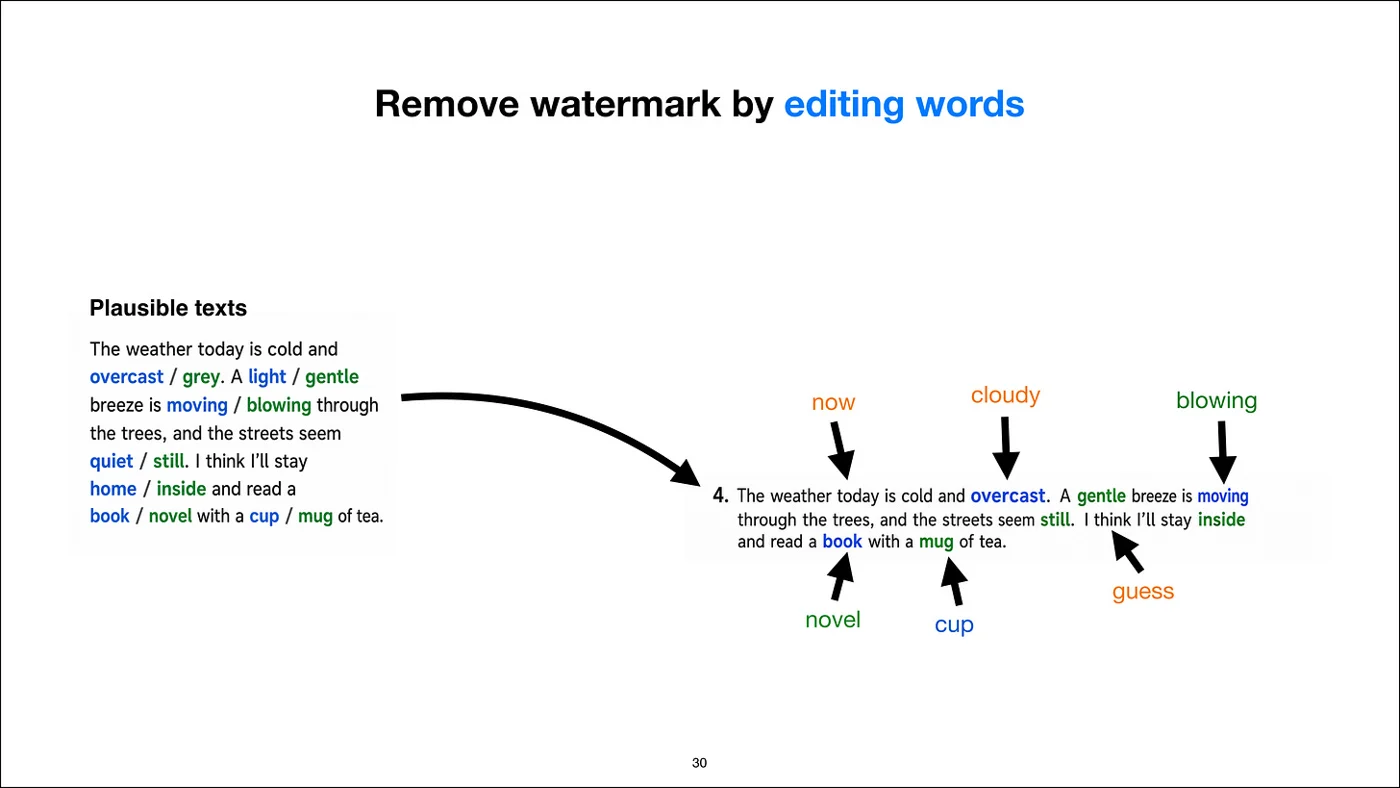 Remove watermark by editing words
Plausible texts
The weather today is cold and
overcast / grey. A light / gentle
breeze is moving / blowing through
the trees, and the streets seem
quiet / still. I think I'll stay
home / inside and read a
book / novel with a cup / mug of tea.
now
cloudy
blowing
4. The weather today is cold and overcast. A gentle breeze is moving
through the trees, and the streets seem still. I think I'll stay inside
and read a book with a mug of tea.
guess
novel
cup
30